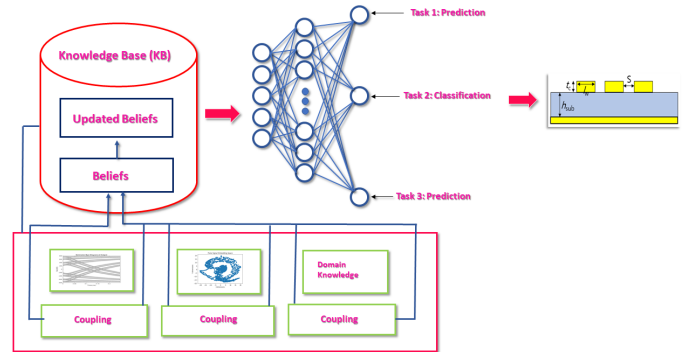 Knowledge Base (KB)
Updated Beliefs
Beliefs
Task 1: Prediction
Task 2: Classification
Task 3: Prediction
S
h_sub
Domain
Knowledge
Coupling
Coupling
Coupling